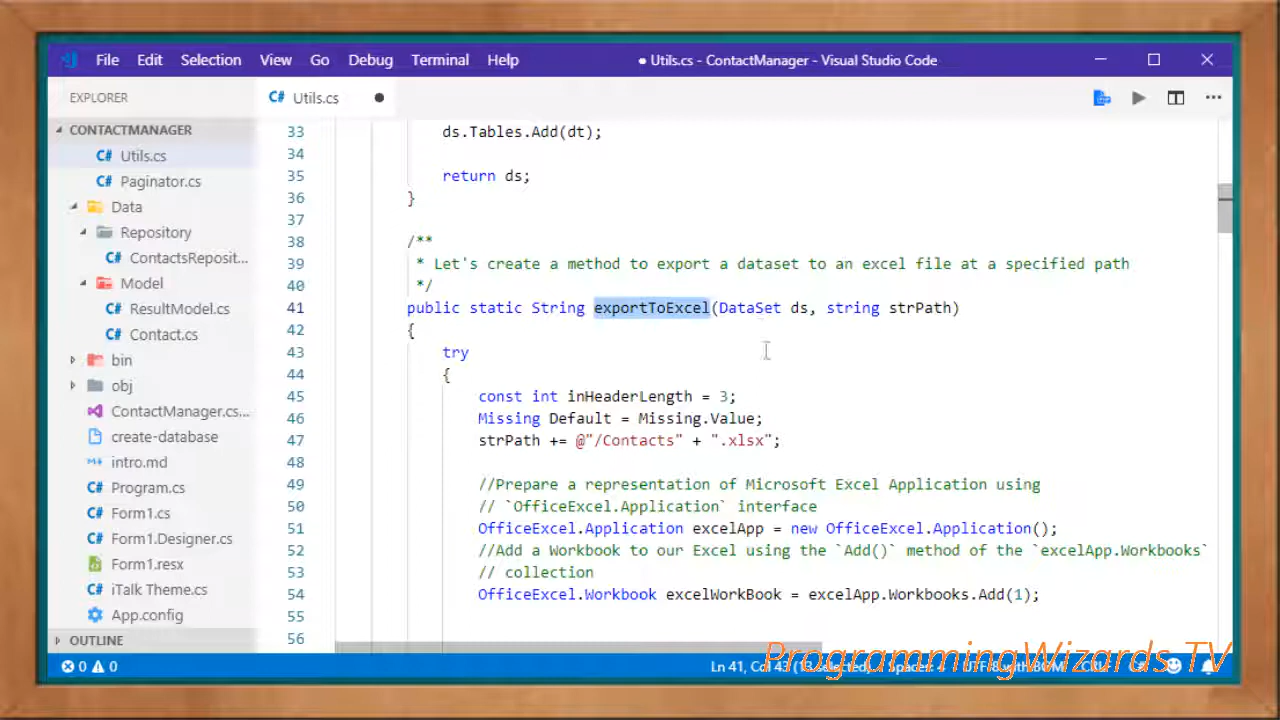 File Edit Selection View Go Debug Terminal Help
● Utils.cs - ContactManager - Visual Studio Code
EXPLORER
C# Utils.cs ●
CONTACTMANAGER
C# Utils.cs
C# Paginator.cs
Data
Repository
C# ContactsReposit...
Model
C# ResultModel.cs
C# Contact.cs
bin
obj
ContactManager.cs...
create-database
intro.md
C# Program.cs
C# Form1.cs
C# Form1.Designer.cs
Form1.resx
C# iTalk Theme.cs
App.config
OUTLINE
33 ds.Tables.Add(dt);
34
35 return ds;
36 }
37
38 /**
39 * Let's create a method to export a dataset to an excel file at a specified path
40 */
41 public static String exportToExcel(DataSet ds, string strPath)
42 {
43 try
44 {
45 const int inHeaderLength = 3;
46 Missing Default = Missing.Value;
47 strPath += @"/Contacts" + ".xlsx";
48
49 //Prepare a representation of Microsoft Excel Application using
50 // `OfficeExcel.Application` interface
51 OfficeExcel.Application excelApp = new OfficeExcel.Application();
52 //Add a Workbook to our Excel using the `Add()` method of the `excelApp.Workbooks`
53 // collection
54 OfficeExcel.Workbook excelWorkBook = excelApp.Workbooks.Add(1);
55
56
0 0
Ln 41, Col 43 (13 selected)
ProgrammingWizards TV